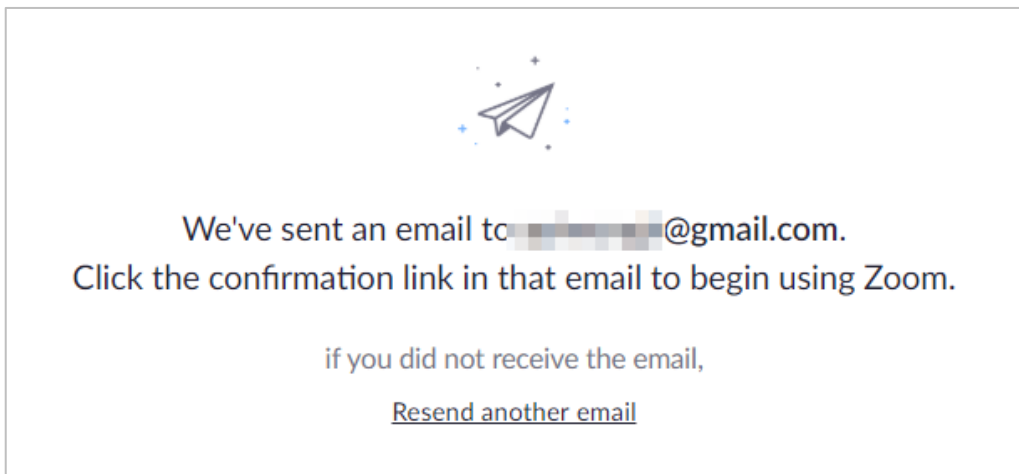 We've sent an email to @gmail.com.
Click the confirmation link in that email to begin using Zoom.
if you did not receive the email,
Resend another email